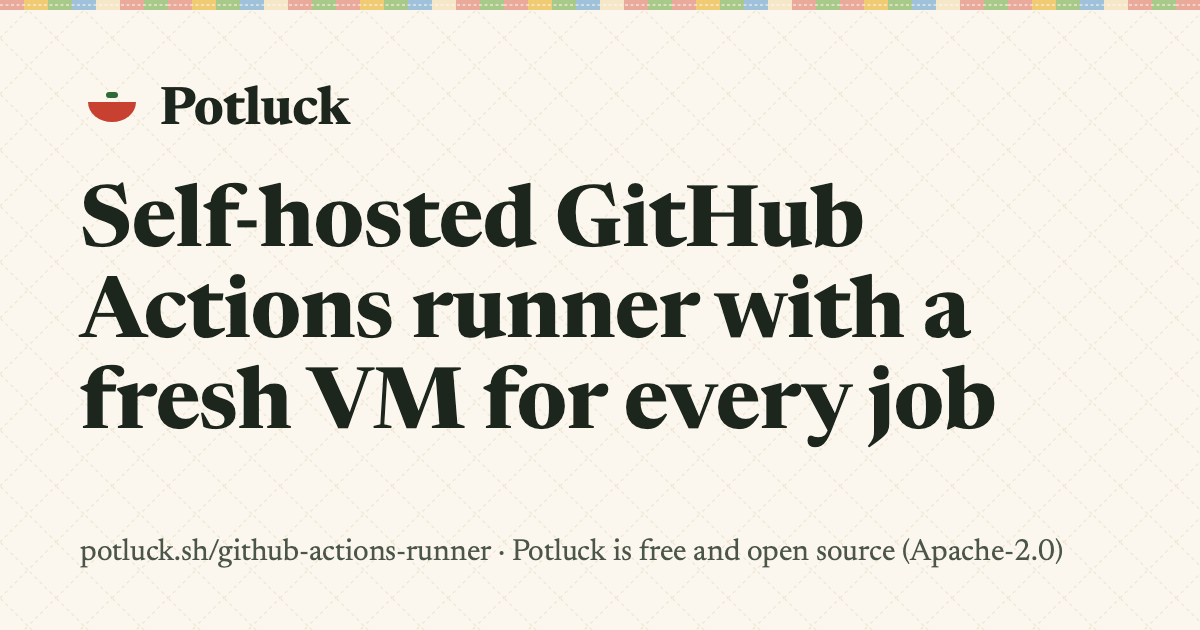 Potluck
Self-hosted GitHub
Actions runner with a
fresh VM for every job
potluck.sh/github-actions-runner · Potluck is free and open source (Apache-2.0)